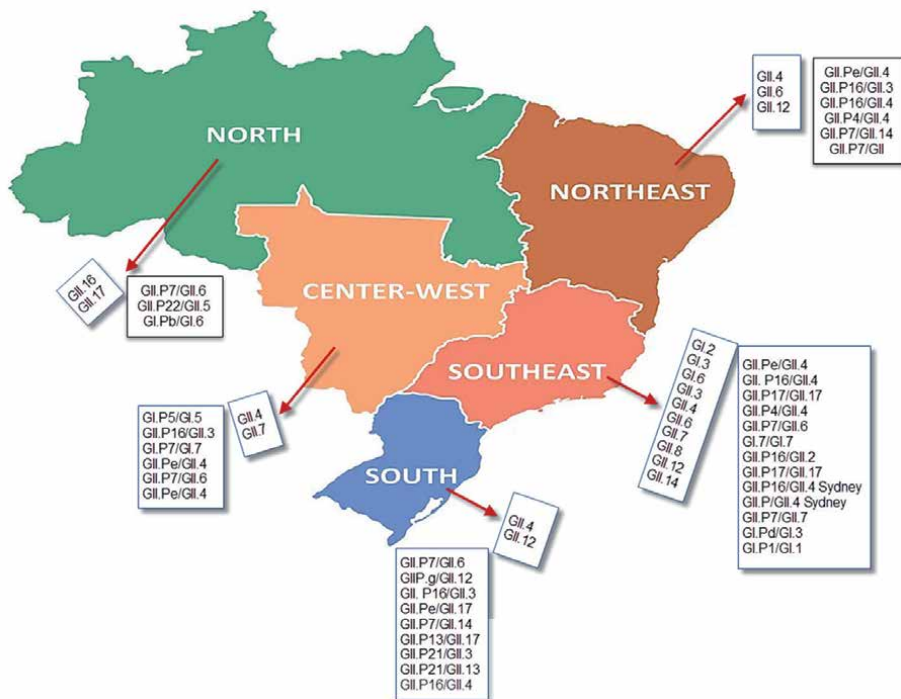 NORTH
GII.16
GII.17
GII.P7/GII.6
GII.P22/GII.5
GI.Pb/GI.6
NORTHEAST
GII.4
GII.6
GII.12
GII.Pe/GII.4
GII.P16/GII.3
GII.P16/GII.4
GII.P4/GII.4
GII.P7/GII.14
GII.P7/GII
CENTER-WEST
GI.P5/GI.5
GII.P16/GII.3
GI.P7/GI.7
GII.Pe/GII.4
GII.P7/GII.6
GII.Pe/GII.4
GII.4
GII.7
SOUTHEAST
GI.2
GI.3
GI.6
GII.3
GII.4
GII.6
GII.7
GII.8
GII.12
GII.14
GII.Pe/GII.4
GII. P16/GII.4
GII.P17/GII.17
GII.P4/GII.4
GII.P7/GII.6
GI.7/GI.7
GII.P16/GII.2
GII.P17/GII.17
GII.P16/GII.4 Sydney
GII.P/GII.4 Sydney
GII.P7/GII.7
GI.Pd/GI.3
GI.P1/GI.1
SOUTH
GII.4
GII.12
GII.P7/GII.6
GIIP.g/GII.12
GII. P16/GII.3
GII.Pe/GII.17
GII.P7/GII.14
GII.P13/GII.17
GII.P21/GII.3
GII.P21/GII.13
GII.P16/GII.4